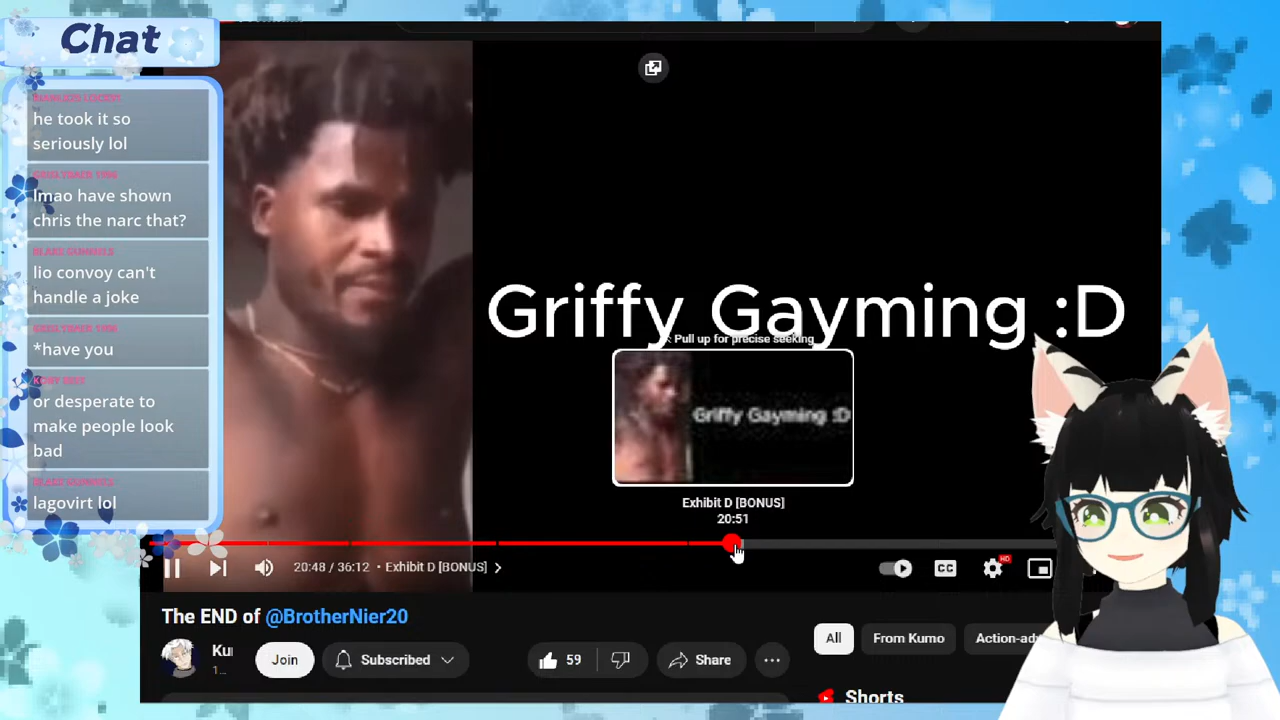 Chat
he took it so
seriously lol
lmao have shown
chris the narc that?
lio convoy can't
handle a joke
*have you
or desperate to
make people look
bad
lagovirt lol
Griffy Gayming :D
Pull up for precise seeking
Griffy Gayming :D
Exhibit D [BONUS]
20:51
20:48 / 36:12 • Exhibit D [BONUS]
CC
HD
The END of @BrotherNier20
Join
Subscribed
59
Share
All
From Kumo
Shorts